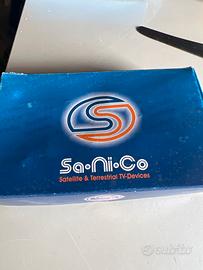 Sa•Ni•Co
Satellite & Terrestrial TV-Devices
subito